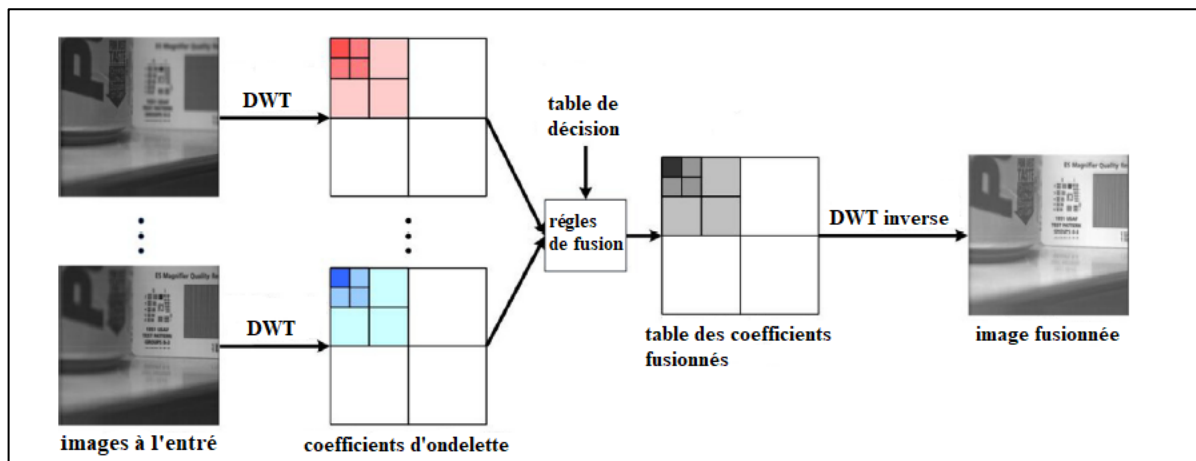 DWT
table de
décision
régles
de fusion
DWT inverse
DWT
table des coefficients
fusionnés
image fusionnée
images à l'entré
coefficients d'ondelette